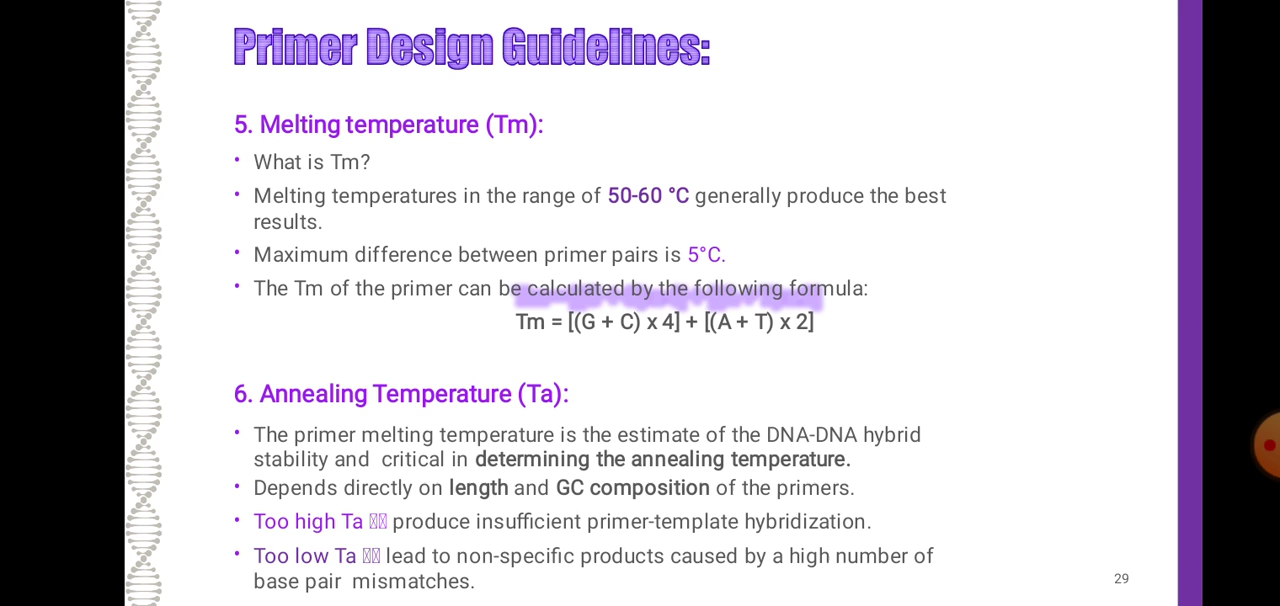 Primer Design Guidelines:
5. Melting temperature (Tm):
• What is Tm?
• Melting temperatures in the range of 50-60 °C generally produce the best
results.
• Maximum difference between primer pairs is 5°C.
• The Tm of the primer can be calculated by the following formula:
Tm = [(G + C) x 4] + [(A + T) x 2]
6. Annealing Temperature (Ta):
• The primer melting temperature is the estimate of the DNA-DNA hybrid
stability and critical in determining the annealing temperature.
• Depends directly on length and GC composition of the primers.
• Too high Ta produce insufficient primer-template hybridization.
• Too low Ta lead to non-specific products caused by a high number of
base pair mismatches.
29